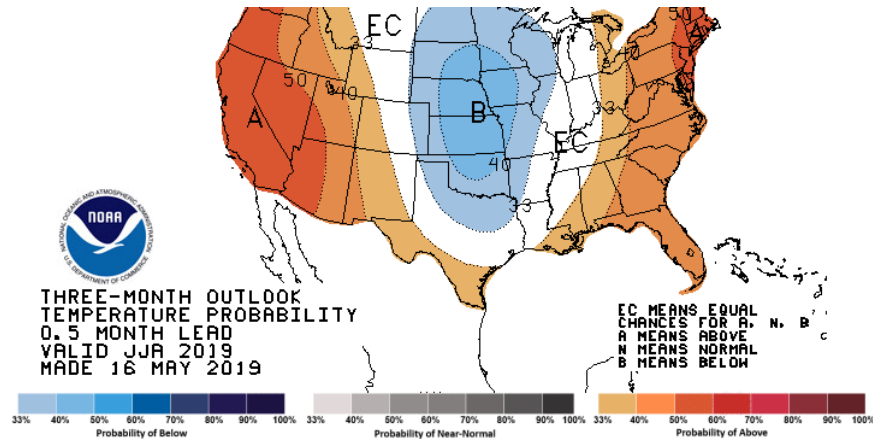 EC
33
50
A
50
40
B
A
33
EC
40
33
NATIONAL OCEANIC AND ATMOSPHERIC ADMINISTRATION
NOAA
U.S. DEPARTMENT OF COMMERCE
THREE-MONTH OUTLOOK
TEMPERATURE PROBABILITY
0.5 MONTH LEAD
VALID JJA 2019
MADE 16 MAY 2019
EC MEANS EQUAL
CHANCES FOR A, N, B
A MEANS ABOVE
N MEANS NORMAL
B MEANS BELOW
33% 40% 50% 60% 70% 80% 90% 100%
Probability of Below
33% 40% 50% 60% 70% 80% 90% 100%
Probability of Near-Normal
33% 40% 50% 60% 70% 80% 90% 100%
Probability of Above